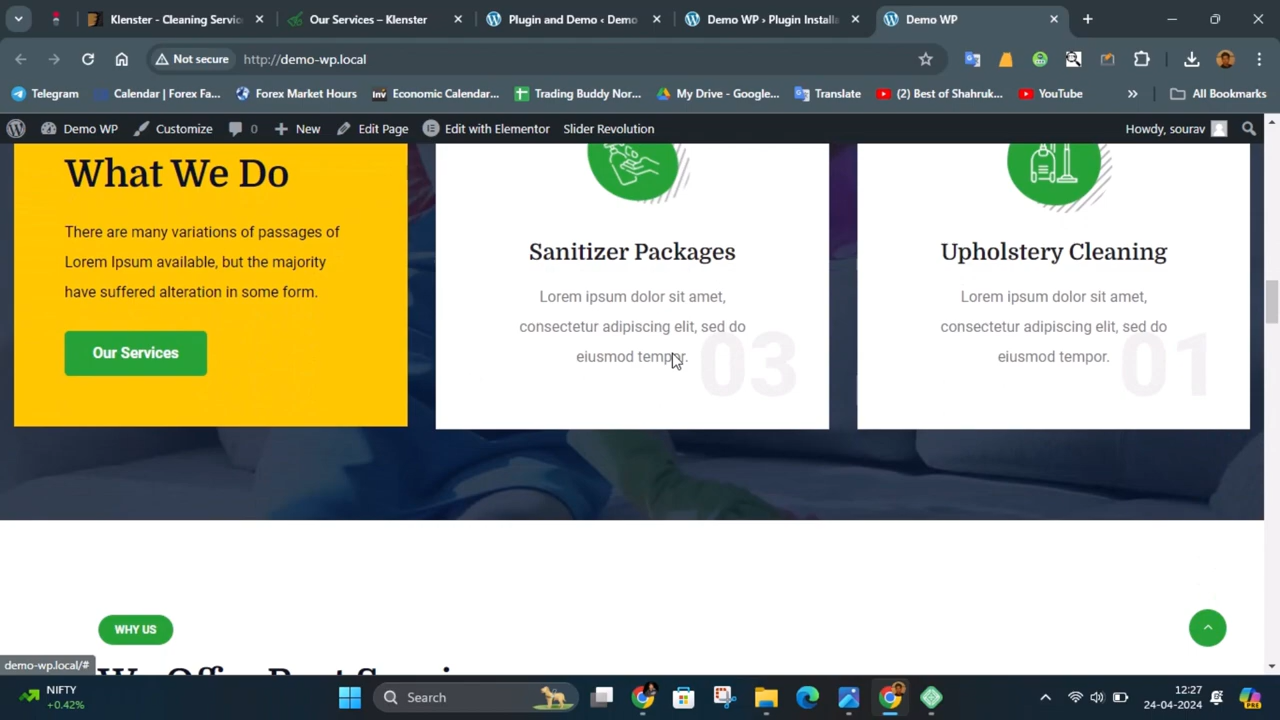 Klenster - Cleaning Servic
Our Services – Klenster
Plugin and Demo ‹ Demo
Demo WP › Plugin Installa
Demo WP
Not secure
http://demo-wp.local
Telegram
Calendar | Forex Fa...
Forex Market Hours
Economic Calendar...
Trading Buddy Nor...
My Drive - Google...
Translate
(2) Best of Shahruk...
YouTube
All Bookmarks
Demo WP
Customize
0
New
Edit Page
Edit with Elementor
Slider Revolution
Howdy, sourav
What We Do
There are many variations of passages of
Lorem Ipsum available, but the majority
have suffered alteration in some form.
Our Services
Sanitizer Packages
Lorem ipsum dolor sit amet,
consectetur adipiscing elit, sed do
eiusmod tempor.
03
Upholstery Cleaning
Lorem ipsum dolor sit amet,
consectetur adipiscing elit, sed do
eiusmod tempor.
01
WHY US
demo-wp.local/#
NIFTY
+0.42%
Search
12:27
24-04-2024
PRE